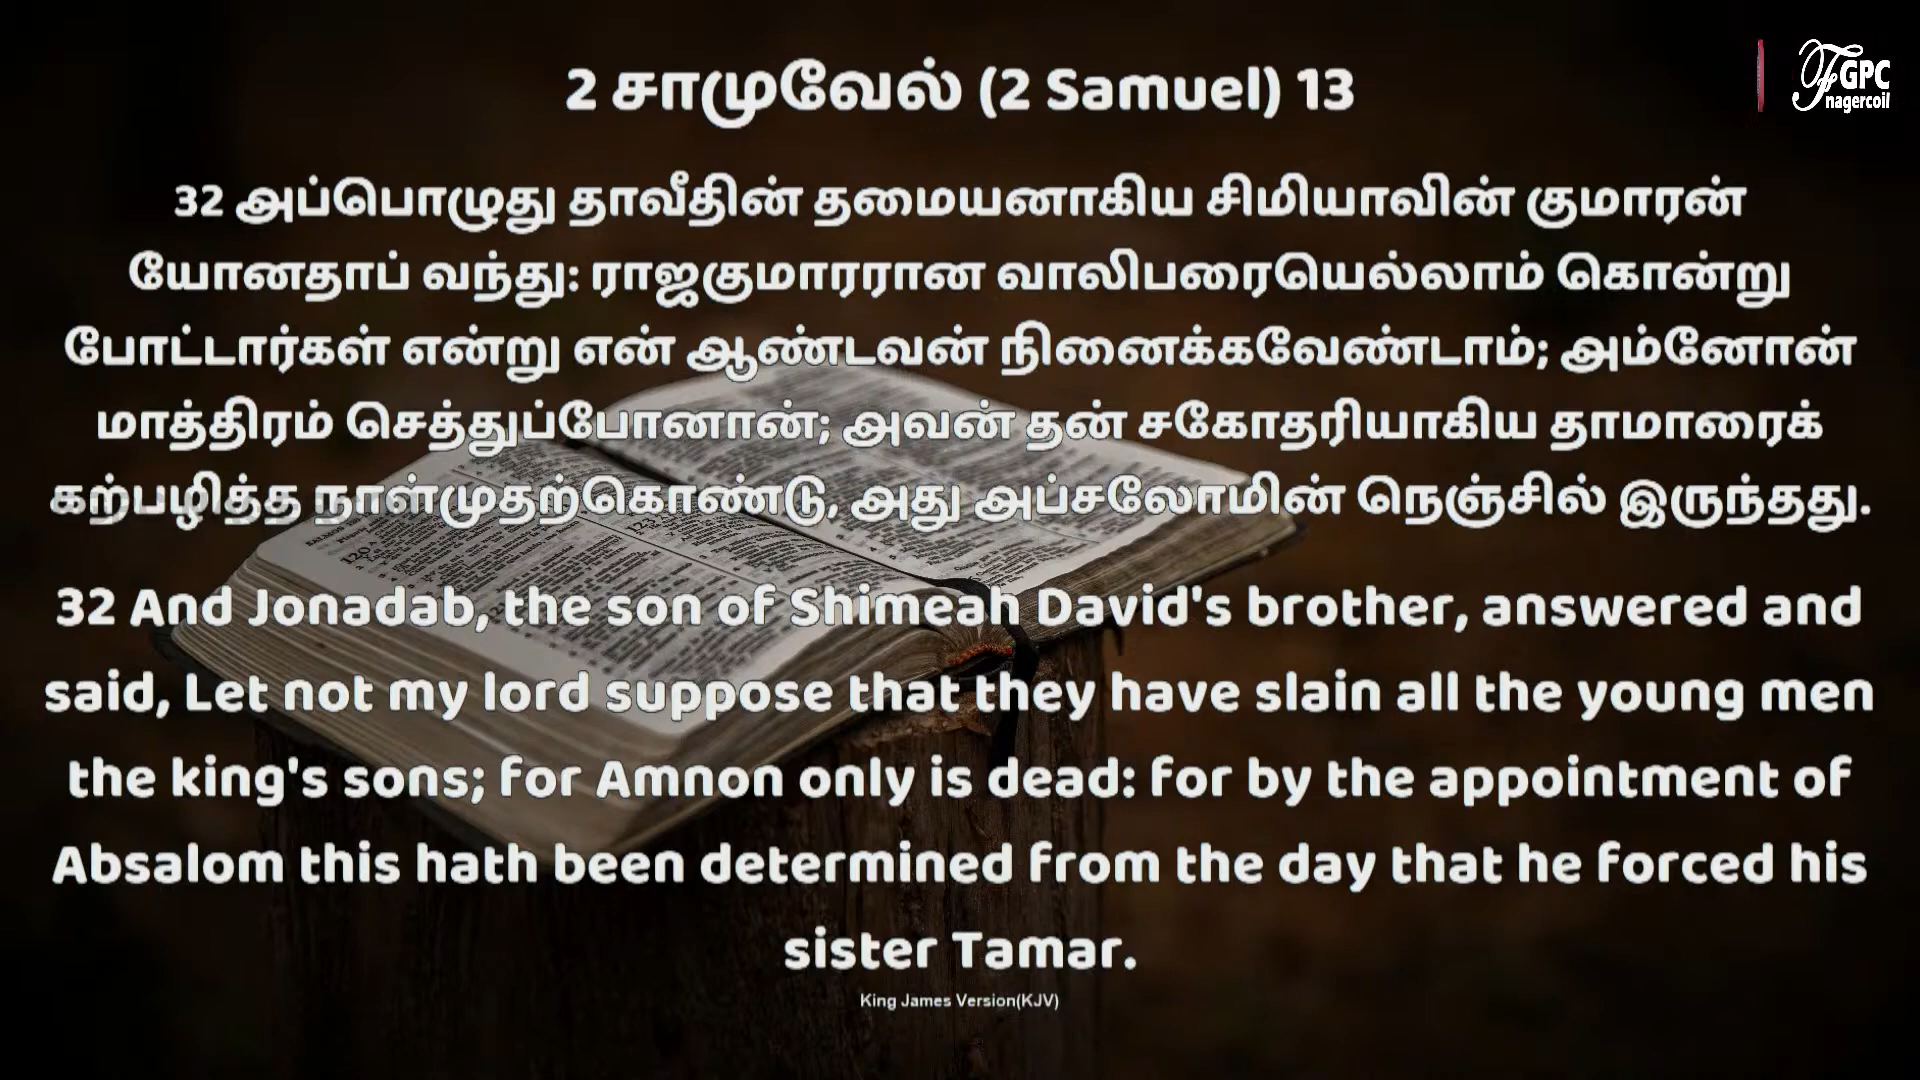 2 சாமுவேல் (2 Samuel) 13
FGPC
nagercoil
32 அப்பொழுது தாவீதின் தமையனாகிய சிமியாவின் குமாரன்
யோனதாப் வந்து: ராஜகுமாரரான வாலிபரையெல்லாம் கொன்று
போட்டார்கள் என்று என் ஆண்டவன் நினைக்கவேண்டாம்; அம்னோன்
மாத்திரம் செத்துப்போனான்; அவன் தன் சகோதரியாகிய தாமாரைக்
கற்பழித்த நாள்முதற்கொண்டு, அது அப்சலோமின் நெஞ்சில் இருந்தது.
32 And Jonadab, the son of Shimeah David's brother, answered and
said, Let not my lord suppose that they have slain all the young men
the king's sons; for Amnon only is dead: for by the appointment of
Absalom this hath been determined from the day that he forced his
sister Tamar.
King James Version(KJV)